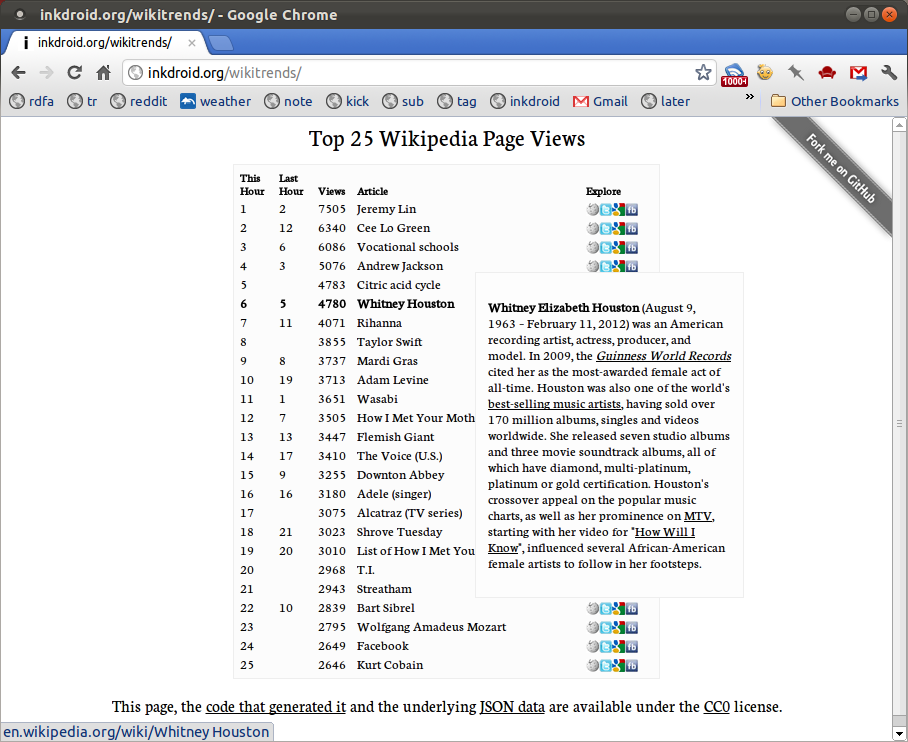 inkdroid.org/wikitrends/ - Google Chrome
inkdroid.org/wikitrends/
inkdroid.org/wikitrends/
1000+
rdfa tr reddit weather note kick sub tag inkdroid Gmail later » Other Bookmarks
Top 25 Wikipedia Page Views
Fork me on GitHub
This Hour Last Hour Views Article Explore
1 2 7505 Jeremy Lin
2 12 6340 Cee Lo Green
3 6 6086 Vocational schools
4 3 5076 Andrew Jackson
5 4783 Citric acid cycle
6 5 4780 Whitney Houston
7 11 4071 Rihanna
8 3855 Taylor Swift
9 8 3737 Mardi Gras
10 19 3713 Adam Levine
11 1 3651 Wasabi
12 7 3505 How I Met Your Moth
13 13 3447 Flemish Giant
14 17 3410 The Voice (U.S.)
15 9 3255 Downton Abbey
16 16 3180 Adele (singer)
17 3075 Alcatraz (TV series)
18 21 3023 Shrove Tuesday
19 20 3010 List of How I Met You
20 2968 T.I.
21 2943 Streatham
22 10 2839 Bart Sibrel
23 2795 Wolfgang Amadeus Mozart
24 2649 Facebook
25 2646 Kurt Cobain
Whitney Elizabeth Houston (August 9,
1963 – February 11, 2012) was an American
recording artist, actress, producer, and
model. In 2009, the Guinness World Records
cited her as the most-awarded female act of
all-time. Houston was also one of the world's
best-selling music artists, having sold over
170 million albums, singles and videos
worldwide. She released seven studio albums
and three movie soundtrack albums, all of
which have diamond, multi-platinum,
platinum or gold certification. Houston's
crossover appeal on the popular music
charts, as well as her prominence on MTV,
starting with her video for "How Will I
Know", influenced several African-American
female artists to follow in her footsteps.
This page, the code that generated it and the underlying JSON data are available under the CC0 license.
en.wikipedia.org/wiki/Whitney Houston